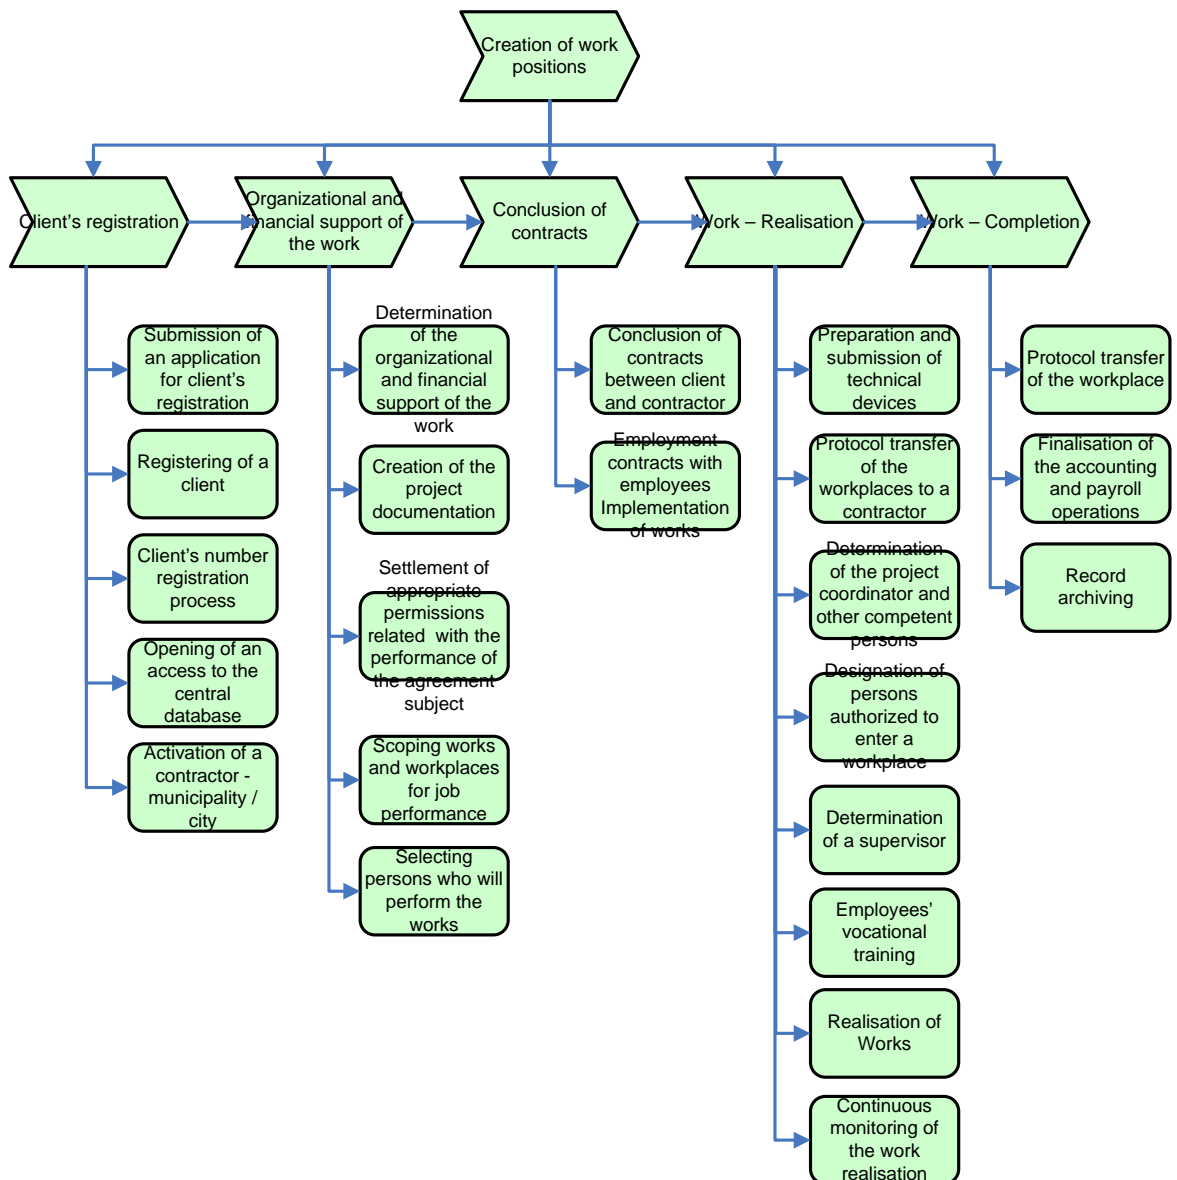 Creation of work
positions
Client’s registration
Organizational and
financial support of
the work
Conclusion of
contracts
Work – Realisation
Work – Completion
Submission of
an application
for client’s
registration
Registering of a
client
Client’s number
registration
process
Opening of an
access to the
central
database
Activation of a
contractor -
municipality /
city
Determination
of the
organizational
and financial
support of the
work
Creation of the
project
documentation
Settlement of
appropriate
permissions
related  with the
performance of
the agreement
subject
Scoping works
and workplaces
for job
performance
Selecting
persons who will
perform the
works
Conclusion of
contracts
between client
and contractor
Employment
contracts with
employees
Implementation
of works
Preparation and
submission of
technical
devices
Protocol transfer
of the
workplaces to a
contractor
Determination
of the project
coordinator and
other competent
persons
Designation of
persons
authorized to
enter a
workplace
Determination
of a supervisor
Employees’
vocational
training
Realisation of
Works
Continuous
monitoring of
the work
realisation
Protocol transfer
of the workplace
Finalisation of
the accounting
and payroll
operations
Record
archiving